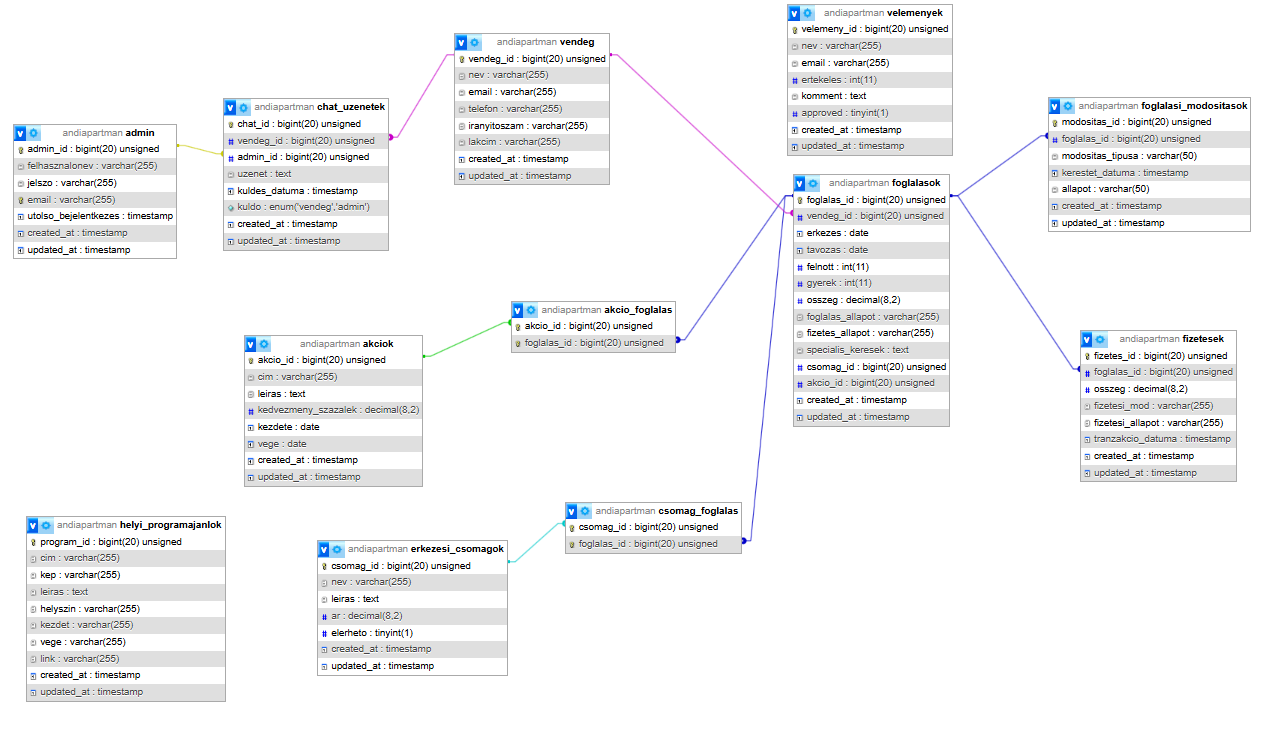 andiapartman admin
admin_id : bigint(20) unsigned
felhasznalonev : varchar(255)
jelszo : varchar(255)
email : varchar(255)
utolso_bejelentkezes : timestamp
created_at : timestamp
updated_at : timestamp
andiapartman chat_uzenetek
chat_id : bigint(20) unsigned
vendeg_id : bigint(20) unsigned
admin_id : bigint(20) unsigned
uzenet : text
kuldes_datuma : timestamp
kuldo : enum('vendeg','admin')
created_at : timestamp
updated_at : timestamp
andiapartman vendeg
vendeg_id : bigint(20) unsigned
nev : varchar(255)
email : varchar(255)
telefon : varchar(255)
iranyitoszam : varchar(255)
lakcim : varchar(255)
created_at : timestamp
updated_at : timestamp
andiapartman velemenyek
velemeny_id : bigint(20) unsigned
nev : varchar(255)
email : varchar(255)
ertekeles : int(11)
komment : text
approved : tinyint(1)
created_at : timestamp
updated_at : timestamp
andiapartman foglalasi_modositasok
modositas_id : bigint(20) unsigned
foglalas_id : bigint(20) unsigned
modositas_tipusa : varchar(50)
kerestet_datuma : timestamp
allapot : varchar(50)
created_at : timestamp
updated_at : timestamp
andiapartman foglalasok
foglalas_id : bigint(20) unsigned
vendeg_id : bigint(20) unsigned
erkezes : date
tavozas : date
felnott : int(11)
gyerek : int(11)
osszeg : decimal(8,2)
foglalas_allapot : varchar(255)
fizetes_allapot : varchar(255)
specialis_keresek : text
csomag_id : bigint(20) unsigned
akcio_id : bigint(20) unsigned
created_at : timestamp
updated_at : timestamp
andiapartman akcio_foglalas
akcio_id : bigint(20) unsigned
foglalas_id : bigint(20) unsigned
andiapartman akciok
akcio_id : bigint(20) unsigned
cim : varchar(255)
leiras : text
kedvezmeny_szazalek : decimal(8,2)
kezdete : date
vege : date
created_at : timestamp
updated_at : timestamp
andiapartman fizetesek
fizetes_id : bigint(20) unsigned
foglalas_id : bigint(20) unsigned
osszeg : decimal(8,2)
fizetesi_mod : varchar(255)
fizetesi_allapot : varchar(255)
tranzakcio_datuma : timestamp
created_at : timestamp
updated_at : timestamp
andiapartman csomag_foglalas
csomag_id : bigint(20) unsigned
foglalas_id : bigint(20) unsigned
andiapartman helyi_programajanlok
program_id : bigint(20) unsigned
cim : varchar(255)
kep : varchar(255)
leiras : text
helyszin : varchar(255)
kezdet : varchar(255)
vege : varchar(255)
link : varchar(255)
created_at : timestamp
updated_at : timestamp
andiapartman erkezesi_csomagok
csomag_id : bigint(20) unsigned
nev : varchar(255)
leiras : text
ar : decimal(8,2)
elerheto : tinyint(1)
created_at : timestamp
updated_at : timestamp